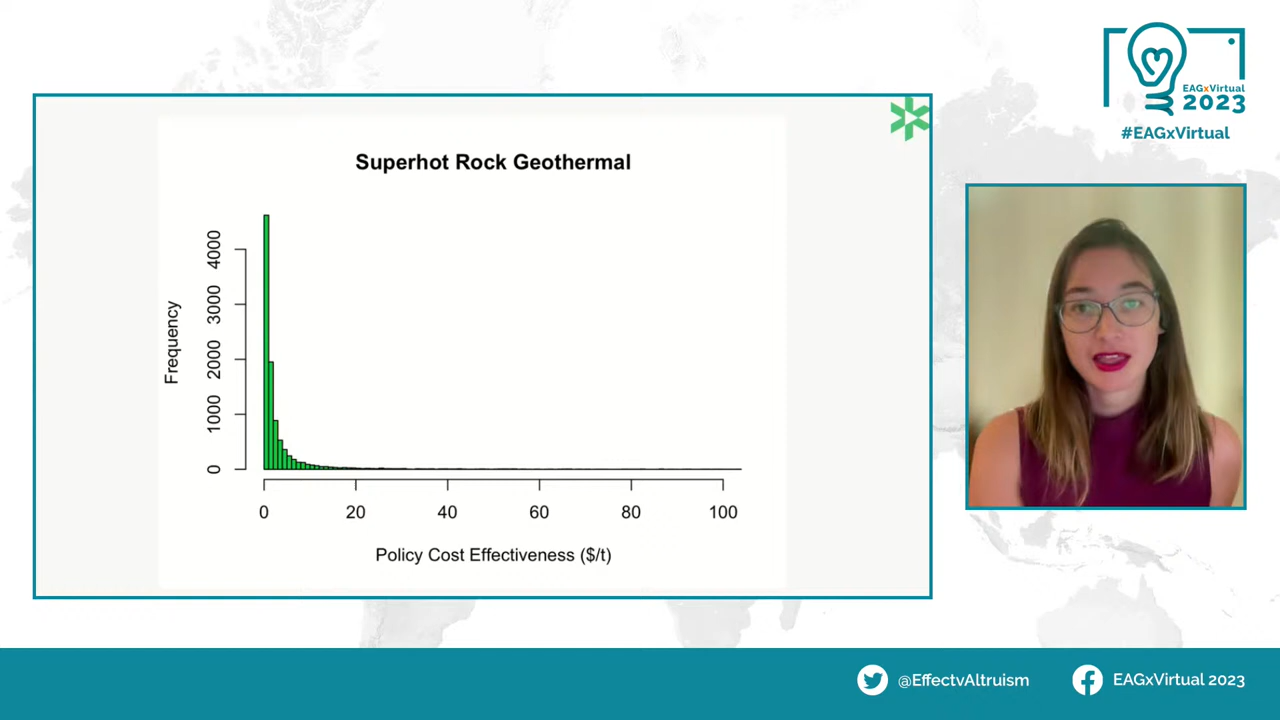 EAGxVirtual
2023
#EAGxVirtual
Superhot Rock Geothermal
Frequency
4000
3000
2000
1000
0
0 20 40 60 80 100
Policy Cost Effectiveness ($/t)
@EffectvAltruism
EAGxVirtual 2023